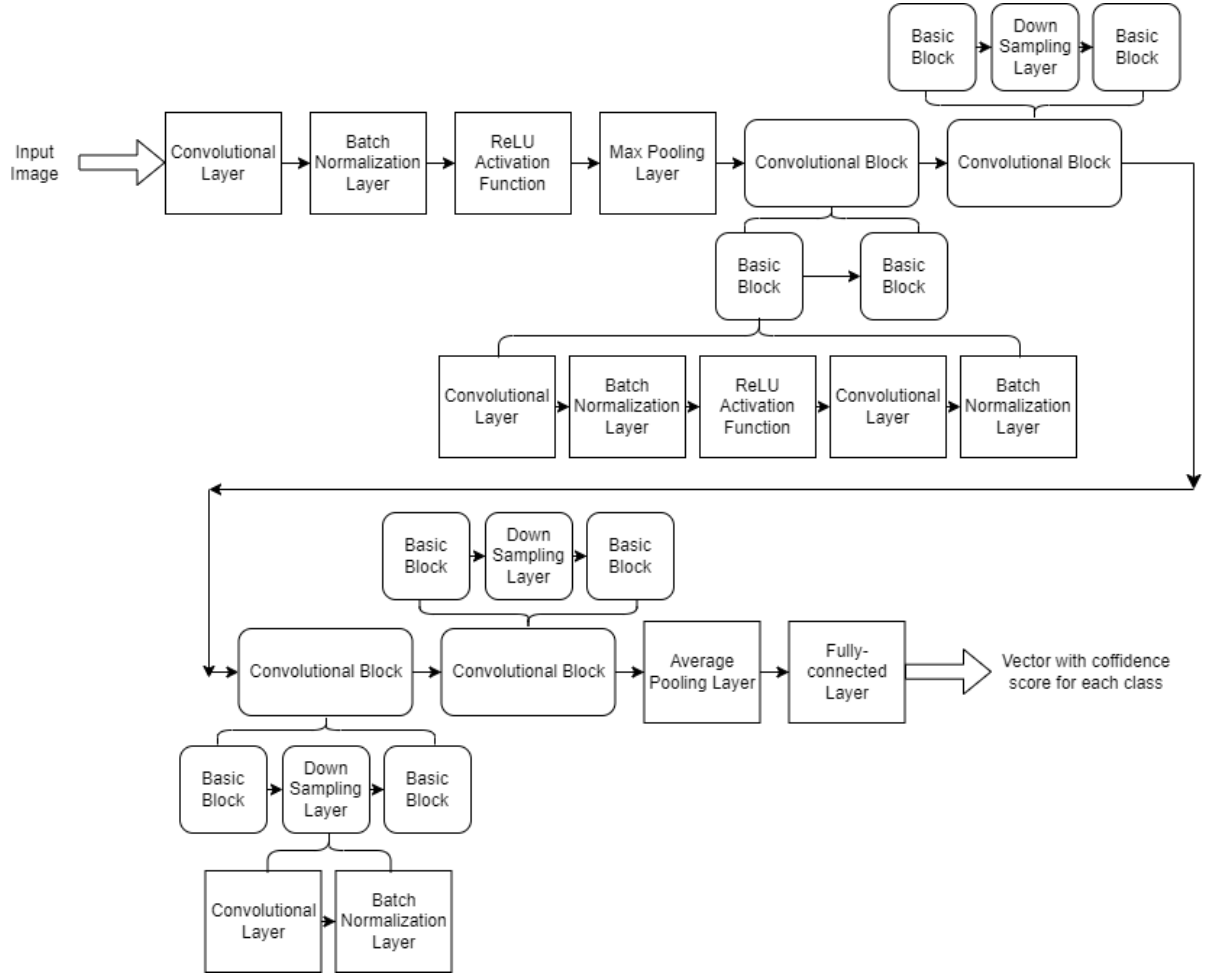 Basic
Block
Down
Sampling
Layer
Basic
Block
Input
Image
Convolutional
Layer
Batch
Normalization
Layer
ReLU
Activation
Function
Max Pooling
Layer
Convolutional Block
Convolutional Block
Basic
Block
Basic
Block
Convolutional
Layer
Batch
Normalization
Layer
ReLU
Activation
Function
Convolutional
Layer
Batch
Normalization
Layer
Basic
Block
Down
Sampling
Layer
Basic
Block
Convolutional Block
Convolutional Block
Average
Pooling Layer
Fully-
connected
Layer
Vector with coffidence
score for each class
Basic
Block
Down
Sampling
Layer
Basic
Block
Convolutional
Layer
Batch
Normalization
Layer